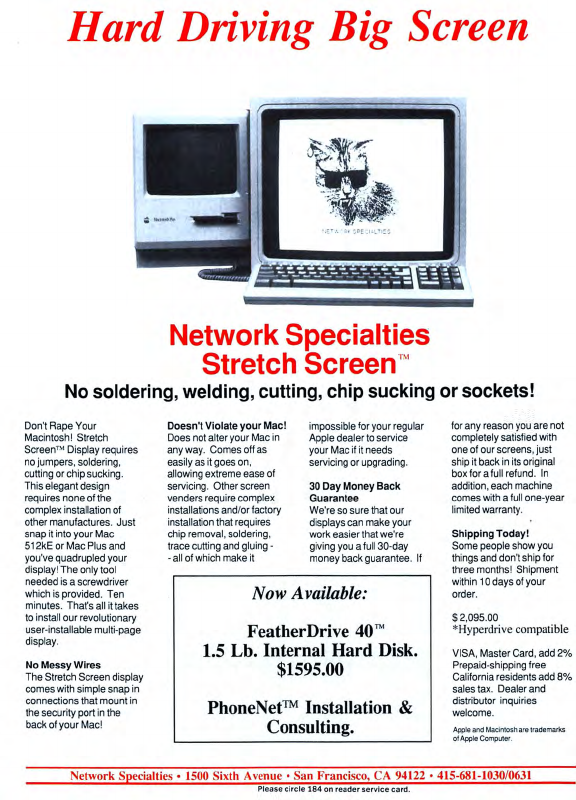 Hard Driving Big Screen
NETWORK SPECIALTIES
Network Specialties
Stretch Screen™
No soldering, welding, cutting, chip sucking or sockets!
Don't Rape Your
Macintosh! Stretch
Screen™ Display requires
no jumpers, soldering,
cutting or chip sucking.
This elegant design
requires none of the
complex installation of
other manufactures. Just
snap it into your Mac
512kE or Mac Plus and
you've quadrupled your
display! The only tool
needed is a screwdriver
which is provided. Ten
minutes. That's all it takes
to install our revolutionary
user-installable multi-page
display.
No Messy Wires
The Stretch Screen display
comes with simple snap in
connections that mount in
the security port in the
back of your Mac!
Doesn't Violate your Mac!
Does not alter your Mac in
any way. Comes off as
easily as it goes on,
allowing extreme ease of
servicing. Other screen
venders require complex
installations and/or factory
installation that requires
chip removal, soldering,
trace cutting and gluing -
- all of which make it
impossible for your regular
Apple dealer to service
your Mac if it needs
servicing or upgrading.
30 Day Money Back
Guarantee
We're so sure that our
displays can make your
work easier that we're
giving you a full 30-day
money back guarantee. If
for any reason you are not
completely satisfied with
one of our screens, just
ship it back in its original
box for a full refund. In
addition, each machine
comes with a full one-year
limited warranty.
Shipping Today!
Some people show you
things and don't ship for
three months! Shipment
within 10 days of your
order.
$ 2,095.00
*Hyperdrive compatible
VISA, Master Card, add 2%
Prepaid-shipping free
California residents add 8%
sales tax. Dealer and
distributor inquiries
welcome.
Apple and Macintosh are trademarks
of Apple Computer.
Now Available:
FeatherDrive 40™
1.5 Lb. Internal Hard Disk.
$1595.00
PhoneNet™ Installation &
Consulting.
Network Specialties • 1500 Sixth Avenue • San Francisco, CA 94122 • 415-681-1030/0631
Please circle 184 on reader service card.